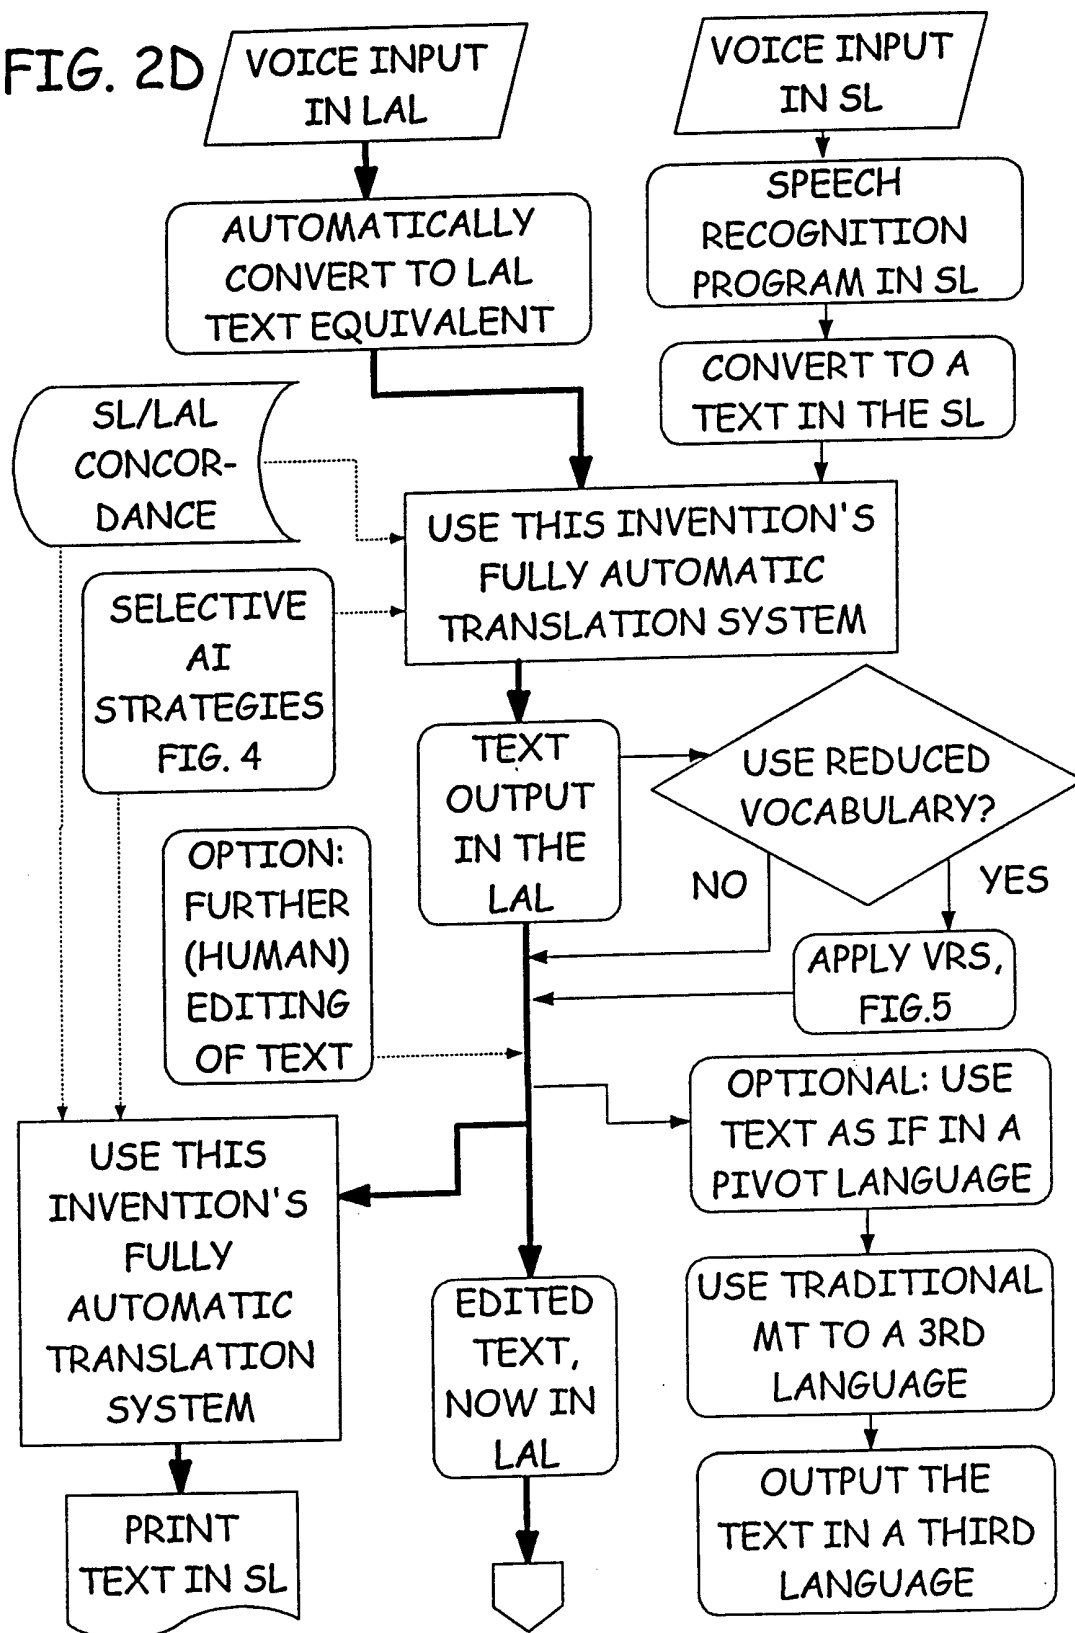 FIG. 2D
VOICE INPUT
IN LAL
VOICE INPUT
IN SL
AUTOMATICALLY
CONVERT TO LAL
TEXT EQUIVALENT
SPEECH
RECOGNITION
PROGRAM IN SL
CONVERT TO A
TEXT IN THE SL
SL/LAL
CONCOR-
DANCE
USE THIS INVENTION'S
FULLY AUTOMATIC
TRANSLATION SYSTEM
SELECTIVE
AI
STRATEGIES
FIG. 4
TEXT
OUTPUT
IN THE
LAL
USE REDUCED
VOCABULARY?
NO
YES
OPTION:
FURTHER
(HUMAN)
EDITING
OF TEXT
APPLY VRS,
FIG.5
OPTIONAL: USE
TEXT AS IF IN A
PIVOT LANGUAGE
USE THIS
INVENTION'S
FULLY
AUTOMATIC
TRANSLATION
SYSTEM
EDITED
TEXT,
NOW IN
LAL
USE TRADITIONAL
MT TO A 3RD
LANGUAGE
PRINT
TEXT IN SL
OUTPUT THE
TEXT IN A THIRD
LANGUAGE